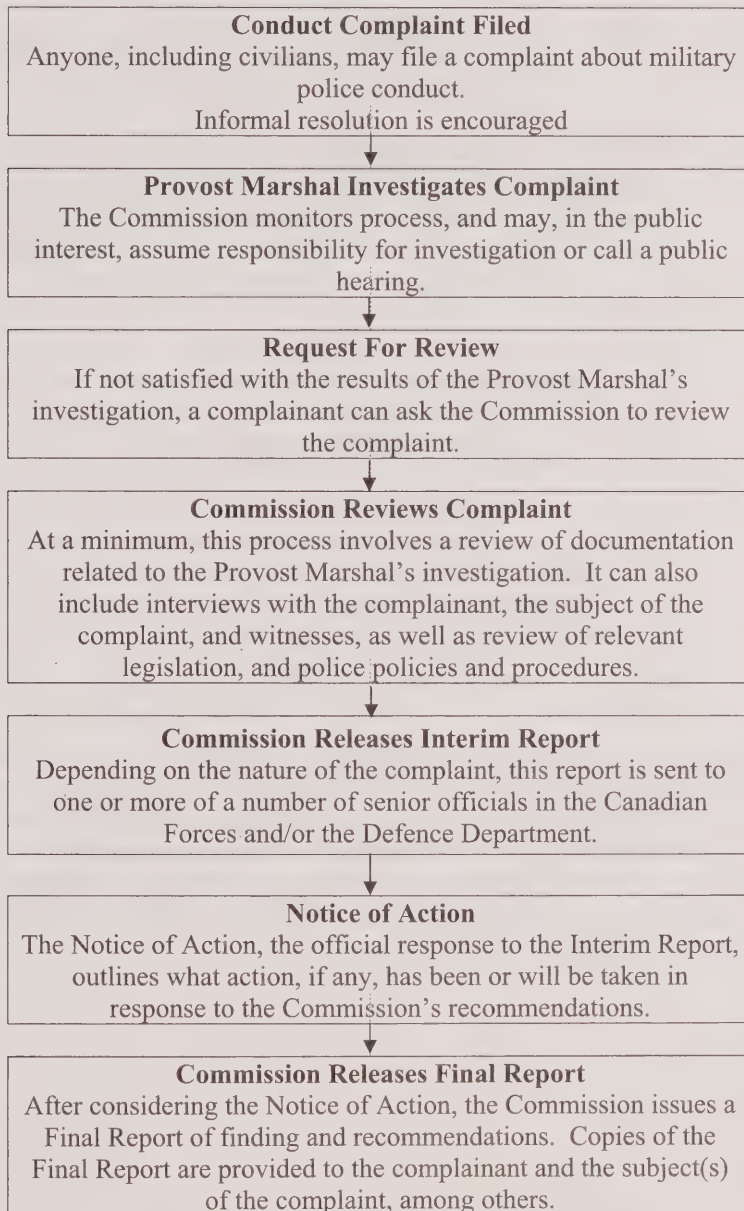 Conduct Complaint Filed
Anyone, including civilians, may file a complaint about military
police conduct.
Informal resolution is encouraged
Provost Marshal Investigates Complaint
The Commission monitors process, and may, in the public
interest, assume responsibility for investigation or call a public
hearing.
Request For Review
If not satisfied with the results of the Provost Marshal's
investigation, a complainant can ask the Commission to review
the complaint.
Commission Reviews Complaint
At a minimum, this process involves a review of documentation
related to the Provost Marshal's investigation. It can also
include interviews with the complainant, the subject of the
complaint, and witnesses, as well as review of relevant
legislation, and police policies and procedures.
Commission Releases Interim Report
Depending on the nature of the complaint, this report is sent to
one or more of a number of senior officials in the Canadian
Forces and/or the Defence Department.
Notice of Action
The Notice of Action, the official response to the Interim Report,
outlines what action, if any, has been or will be taken in
response to the Commission's recommendations.
Commission Releases Final Report
After considering the Notice of Action, the Commission issues a
Final Report of finding and recommendations. Copies of the
Final Report are provided to the complainant and the subject(s)
of the complaint, among others.